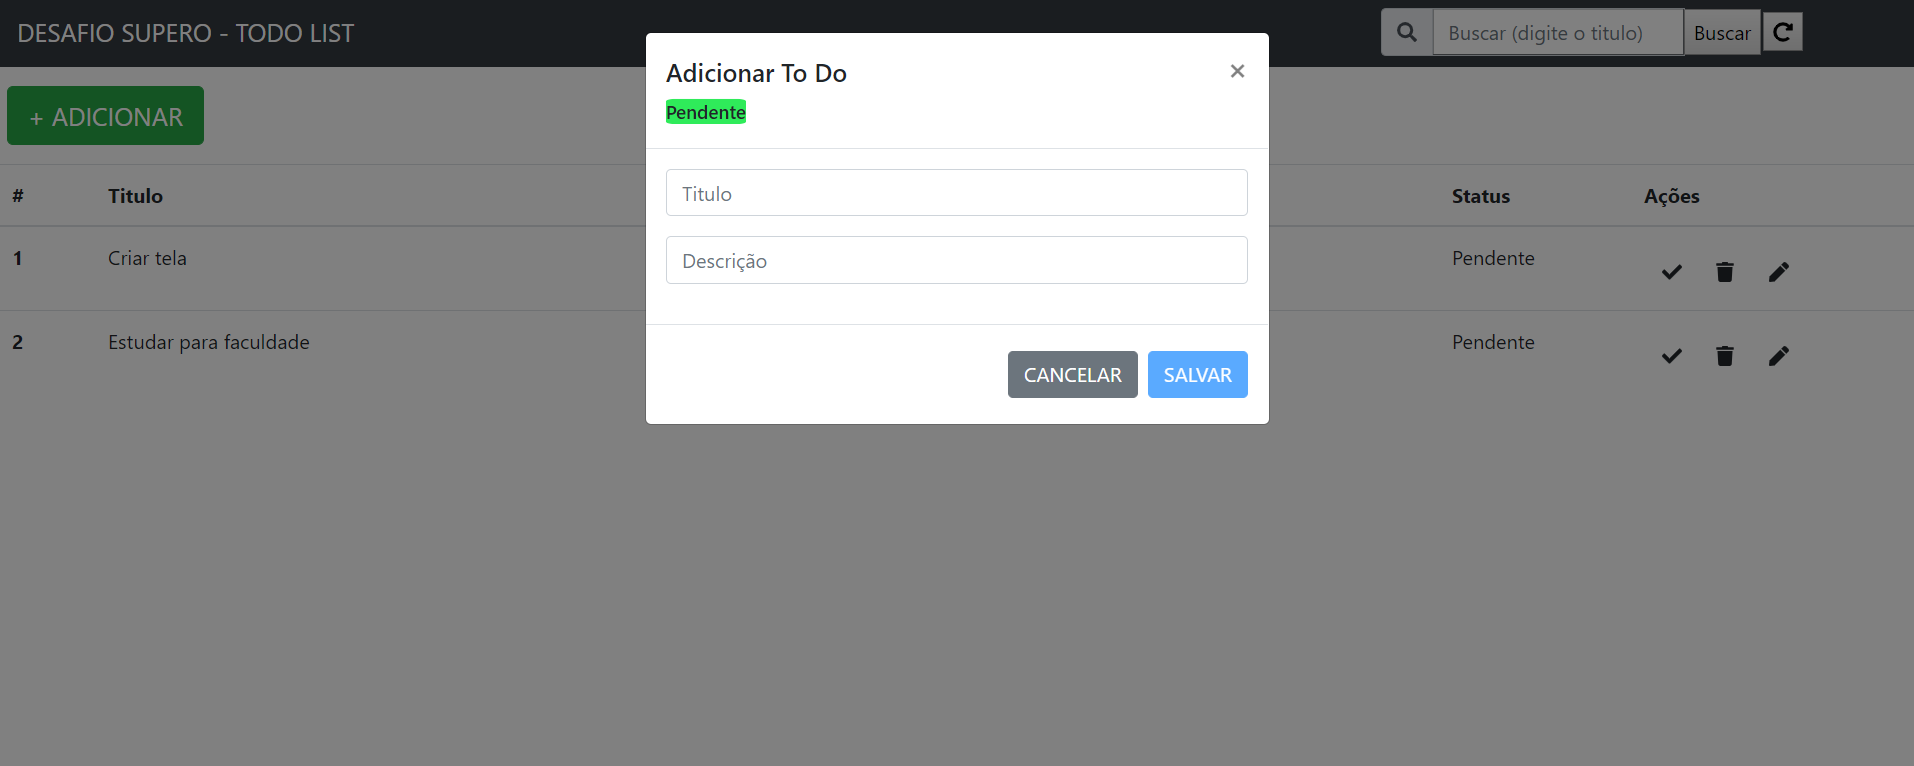 DESAFIO SUPERO - TODO LIST
Buscar (digite o titulo) Buscar
Adicionar To Do ×
Pendente
+ ADICIONAR
Titulo
Descrição
CANCELAR SALVAR
# Titulo Status Ações
1 Criar tela Pendente
2 Estudar para faculdade Pendente